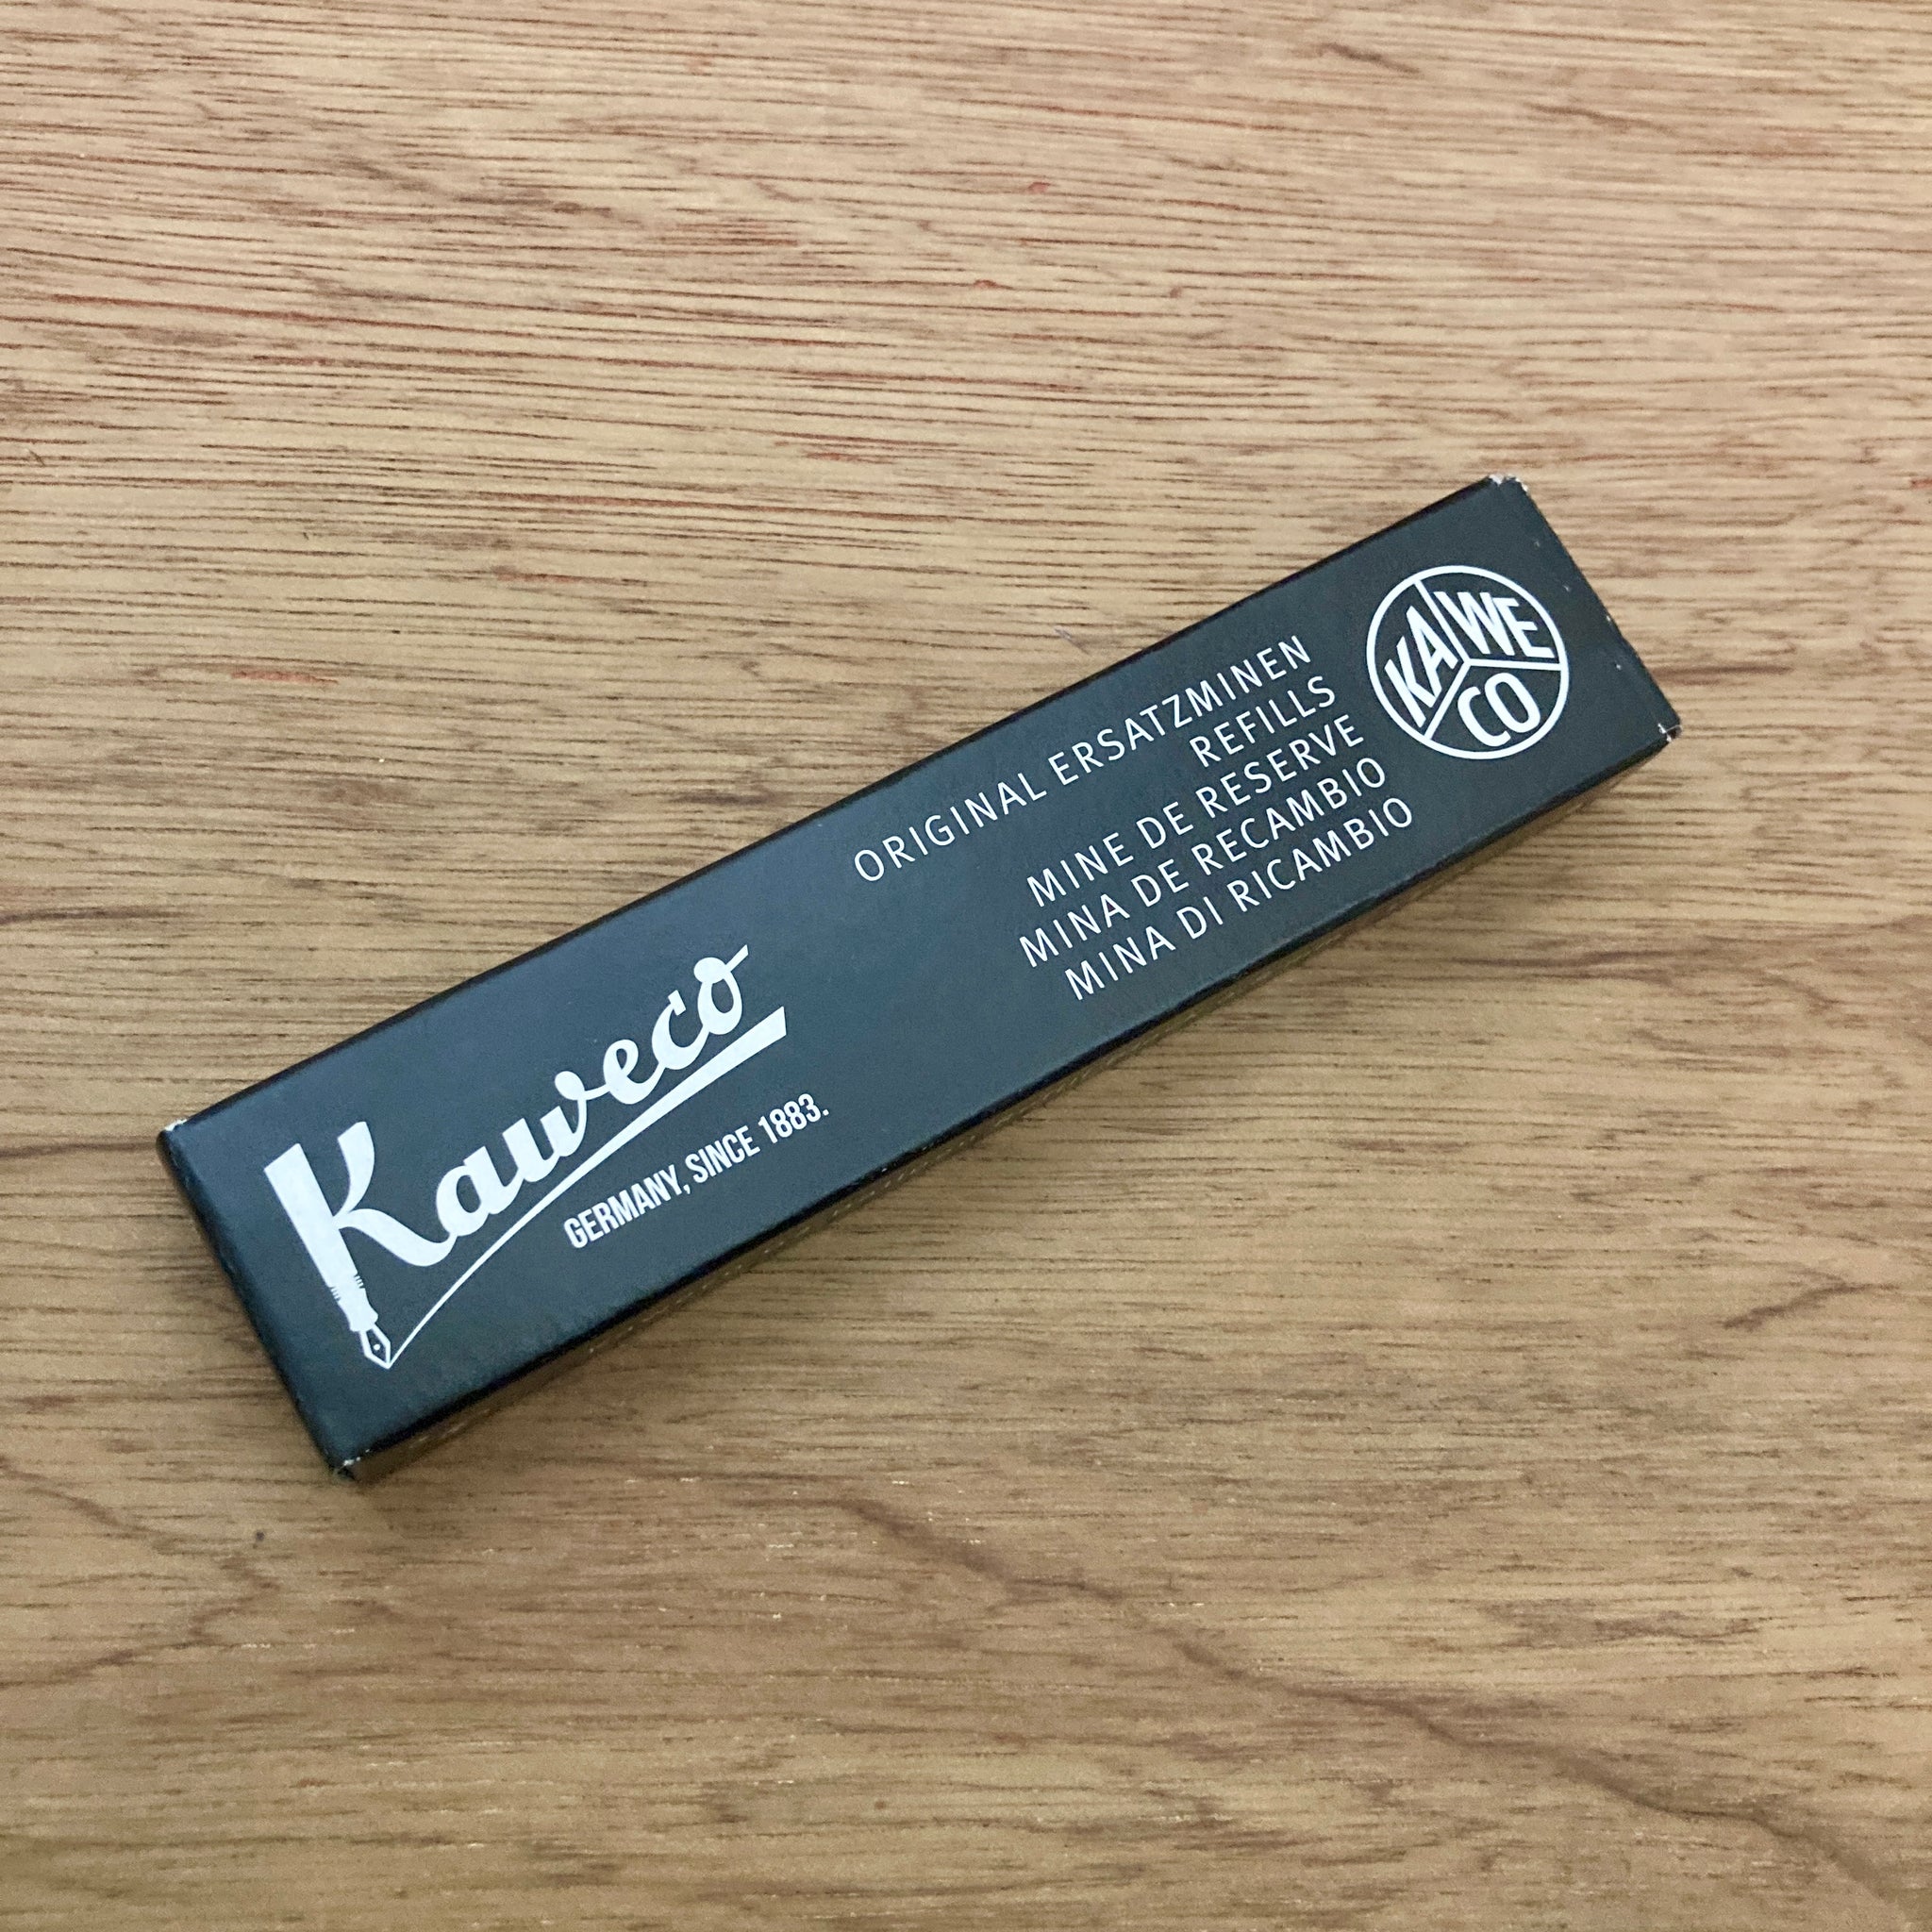 Kaweco
GERMANY, SINCE 1883.
ORIGINAL ERSATZMINEN
REFILLS
MINE DE RESERVE
MINA DE RECAMBIO
MINA DI RICAMBIO
KA WE
CO